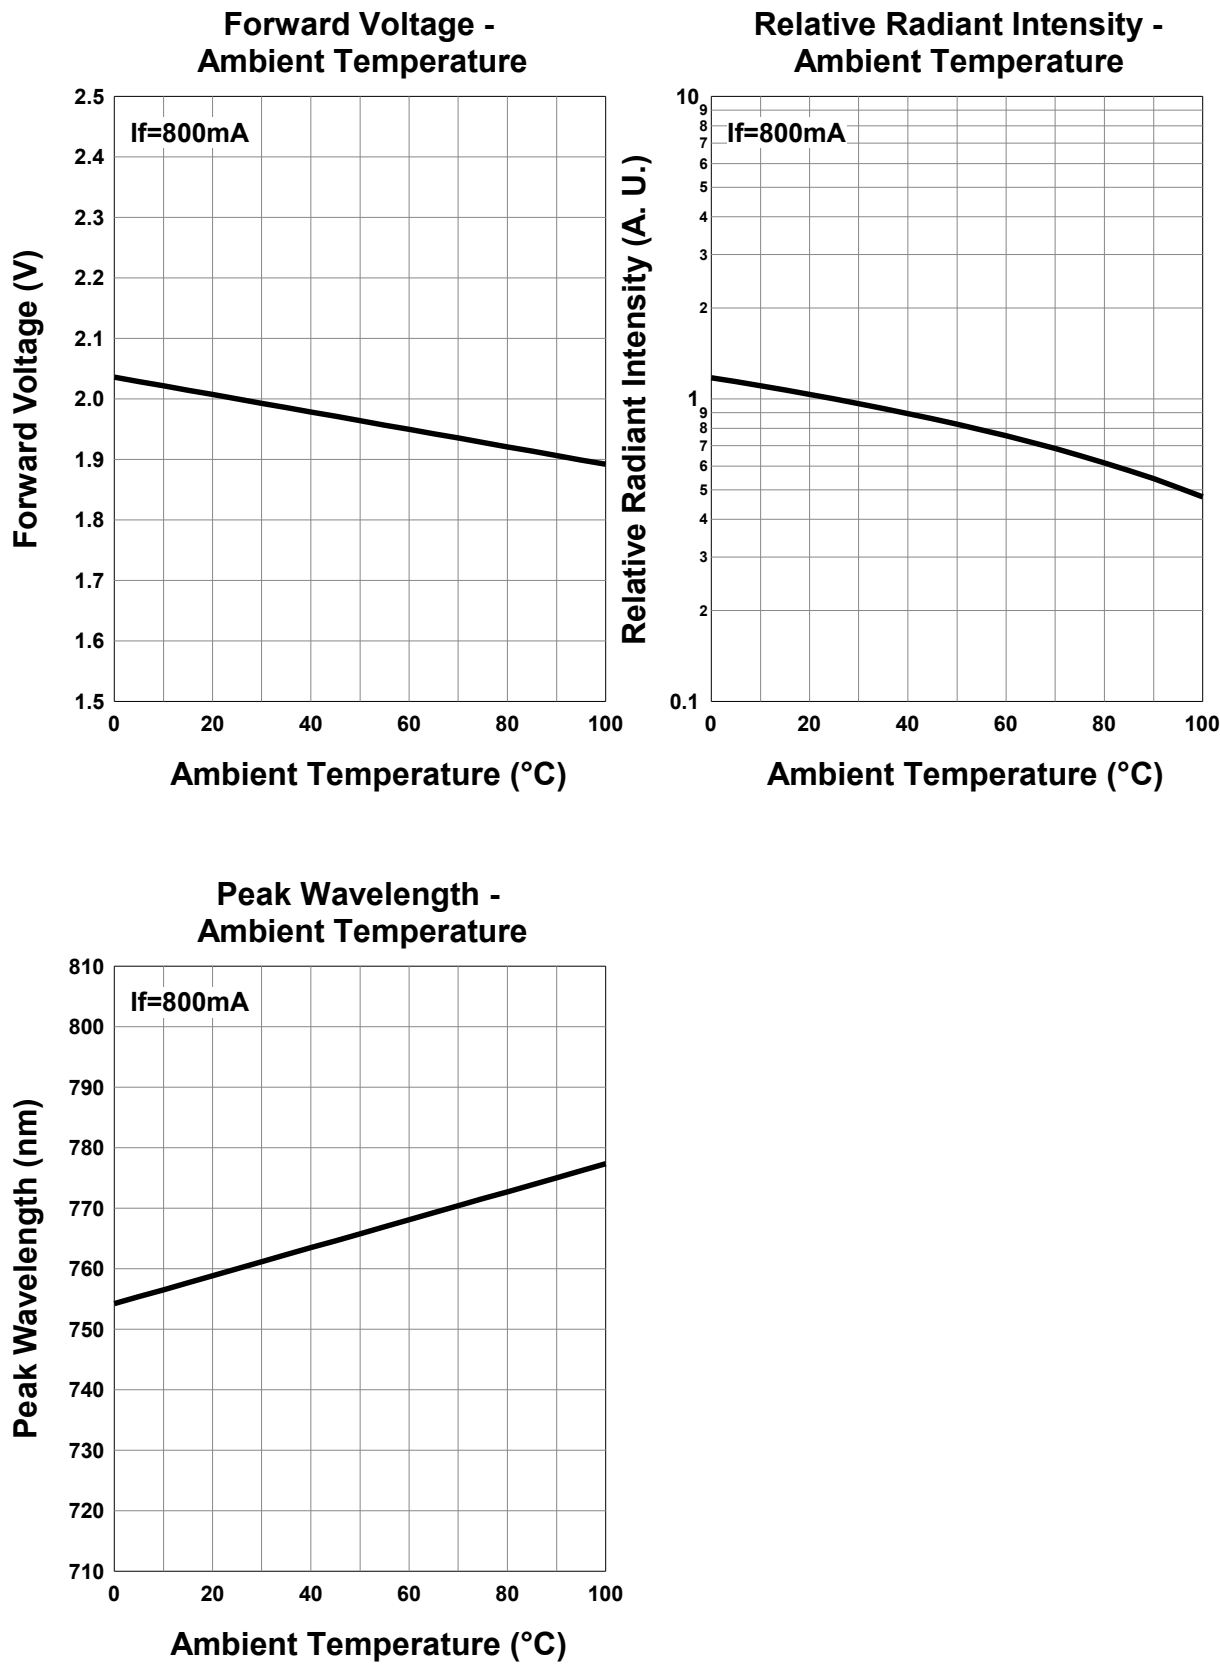 Forward Voltage -
Ambient Temperature
2.5
If=800mA
2.4
2.3
2.2
2.1
2.0
1.9
1.8
1.7
1.6
1.5
0 20 40 60 80 100
Forward Voltage (V)
Ambient Temperature (°C)
Relative Radiant Intensity -
Ambient Temperature
10
9
If=800mA
8
7
6
5
4
3
2
1
9
8
7
6
5
4
3
2
0.1
0 20 40 60 80 100
Relative Radiant Intensity (A. U.)
Ambient Temperature (°C)
Peak Wavelength -
Ambient Temperature
810
If=800mA
800
790
780
770
760
750
740
730
720
710
0 20 40 60 80 100
Peak Wavelength (nm)
Ambient Temperature (°C)